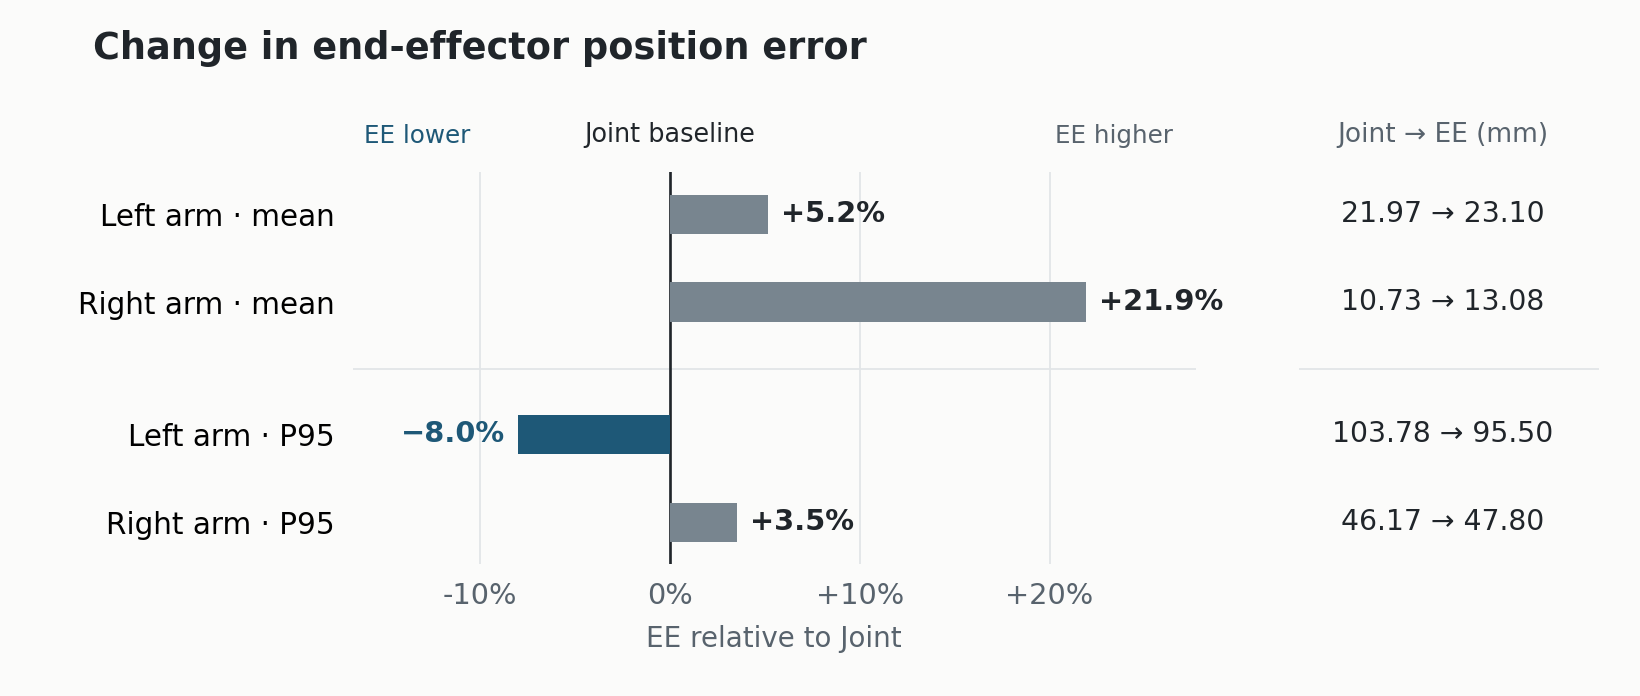 Change in end-effector position error
EE lower Joint baseline EE higher Joint → EE (mm)
Left arm · mean +5.2% 21.97 → 23.10
Right arm · mean +21.9% 10.73 → 13.08
Left arm · P95 −8.0% 103.78 → 95.50
Right arm · P95 +3.5% 46.17 → 47.80
-10% 0% +10% +20%
EE relative to Joint